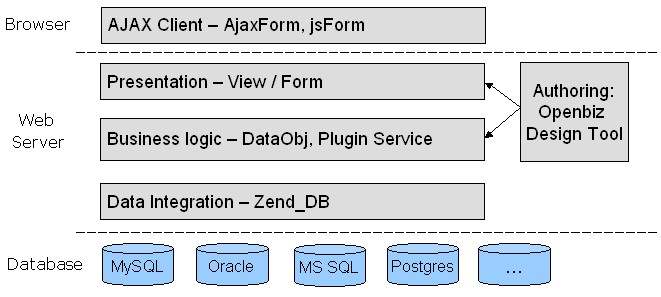 Browser
AJAX Client – AjaxForm, jsForm
Presentation – View / Form
Authoring:
Openbiz
Design Tool
Web
Server
Business logic – DataObj, Plugin Service
Data Integration – Zend_DB
Database
MySQL
Oracle
MS SQL
Postgres
...